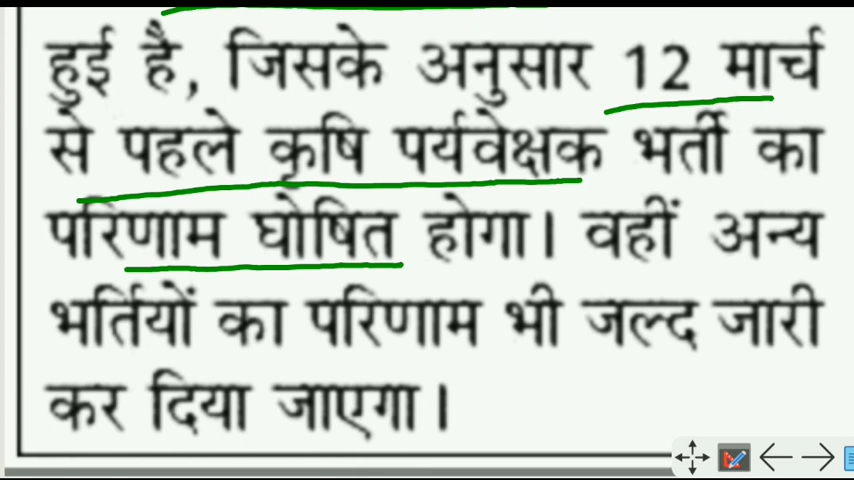 हुई है, जिसके अनुसार 12 मार्च
से पहले कृषि पर्यवेक्षक भर्ती का
परिणाम घोषित होगा। वहीं अन्य
भर्तियों का परिणाम भी जल्द जारी
कर दिया जाएगा।